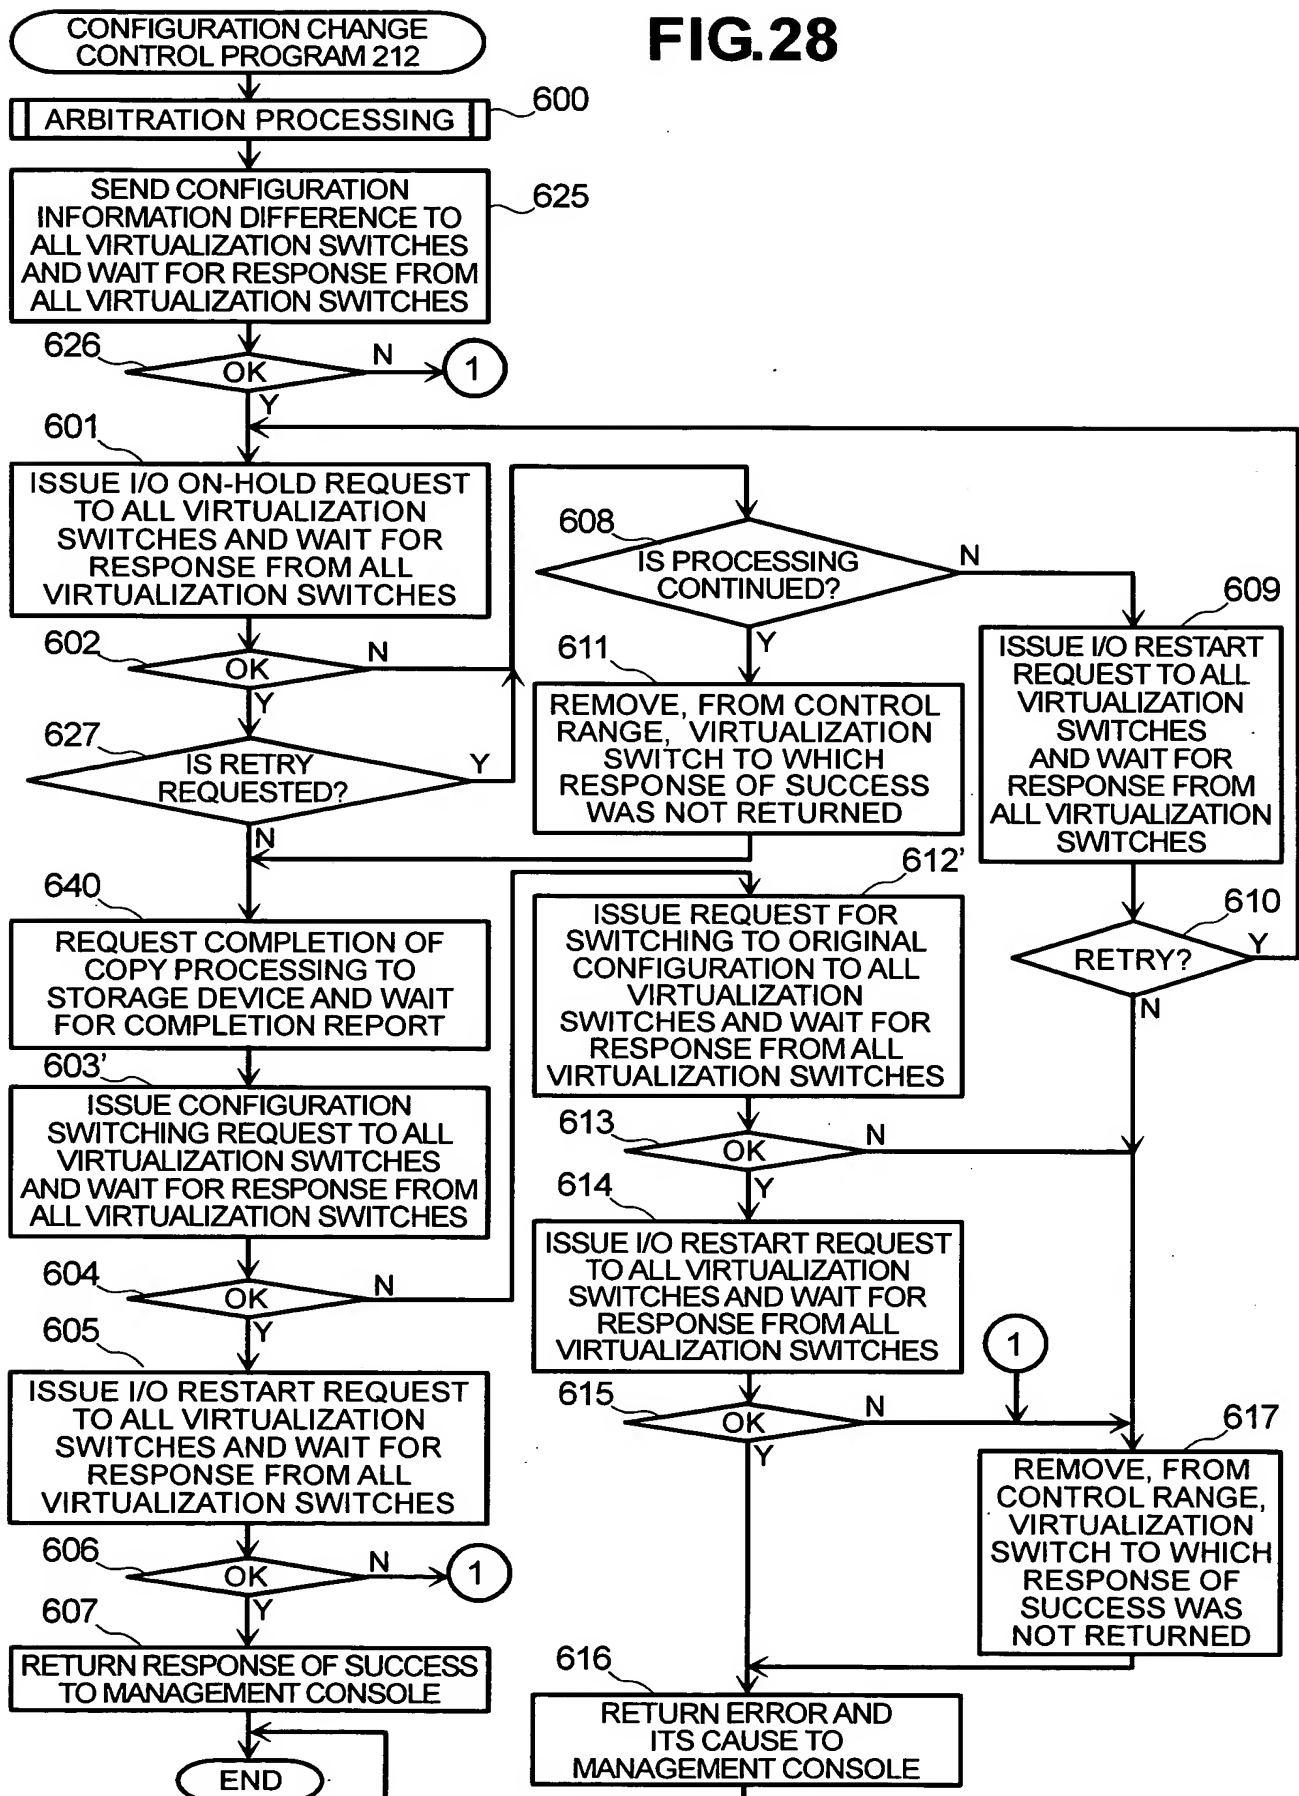 FIG.28
CONFIGURATION CHANGE
CONTROL PROGRAM 212
ARBITRATION PROCESSING
600
SEND CONFIGURATION
INFORMATION DIFFERENCE TO
ALL VIRTUALIZATION SWITCHES
AND WAIT FOR RESPONSE FROM
ALL VIRTUALIZATION SWITCHES
625
626
OK
N
1
Y
601
ISSUE I/O ON-HOLD REQUEST
TO ALL VIRTUALIZATION
SWITCHES AND WAIT FOR
RESPONSE FROM ALL
VIRTUALIZATION SWITCHES
602
OK
N
Y
627
IS RETRY
REQUESTED?
Y
N
640
REQUEST COMPLETION OF
COPY PROCESSING TO
STORAGE DEVICE AND WAIT
FOR COMPLETION REPORT
603'
ISSUE CONFIGURATION
SWITCHING REQUEST TO ALL
VIRTUALIZATION SWITCHES
AND WAIT FOR RESPONSE FROM
ALL VIRTUALIZATION SWITCHES
604
OK
N
Y
605
ISSUE I/O RESTART REQUEST
TO ALL VIRTUALIZATION
SWITCHES AND WAIT FOR
RESPONSE FROM ALL
VIRTUALIZATION SWITCHES
606
OK
N
1
Y
607
RETURN RESPONSE OF SUCCESS
TO MANAGEMENT CONSOLE
END
608
IS PROCESSING
CONTINUED?
N
Y
611
REMOVE, FROM CONTROL
RANGE, VIRTUALIZATION
SWITCH TO WHICH
RESPONSE OF SUCCESS
WAS NOT RETURNED
612'
ISSUE REQUEST FOR
SWITCHING TO ORIGINAL
CONFIGURATION TO ALL
VIRTUALIZATION
SWITCHES AND WAIT FOR
RESPONSE FROM ALL
VIRTUALIZATION SWITCHES
613
OK
N
Y
614
ISSUE I/O RESTART REQUEST
TO ALL VIRTUALIZATION
SWITCHES AND WAIT FOR
RESPONSE FROM ALL
VIRTUALIZATION SWITCHES
615
OK
N
Y
1
616
RETURN ERROR AND
ITS CAUSE TO
MANAGEMENT CONSOLE
609
ISSUE I/O RESTART
REQUEST TO ALL
VIRTUALIZATION
SWITCHES
AND WAIT FOR
RESPONSE FROM
ALL VIRTUALIZATION
SWITCHES
610
RETRY?
Y
N
617
REMOVE, FROM
CONTROL RANGE,
VIRTUALIZATION
SWITCH TO WHICH
RESPONSE OF
SUCCESS WAS
NOT RETURNED